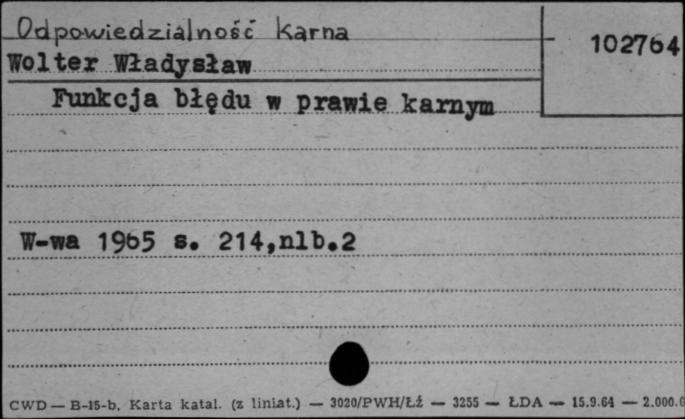 Odpowiedzialność karna
102764
Wolter Władysław
Funkcja błędu w prawie karnym
W-wa 1965 s. 214,nlb.2
CWD — B-15-b, Karta katal. (z liniat.) — 3020/PWH/Łź — 3255 — ŁDA — 15.9.64 — 2.000.0